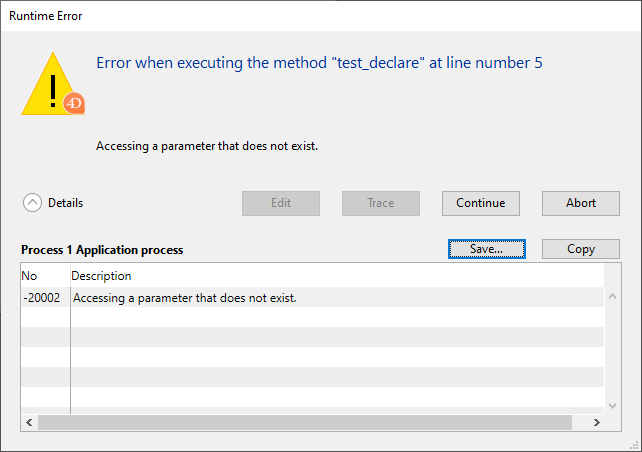 Runtime Error
Error when executing the method "test_declare" at line number 5
4D
Accessing a parameter that does not exist.
Details
Edit
Trace
Continue
Abort
Process 1 Application process
Save...
Copy
No Description
-20002 Accessing a parameter that does not exist.